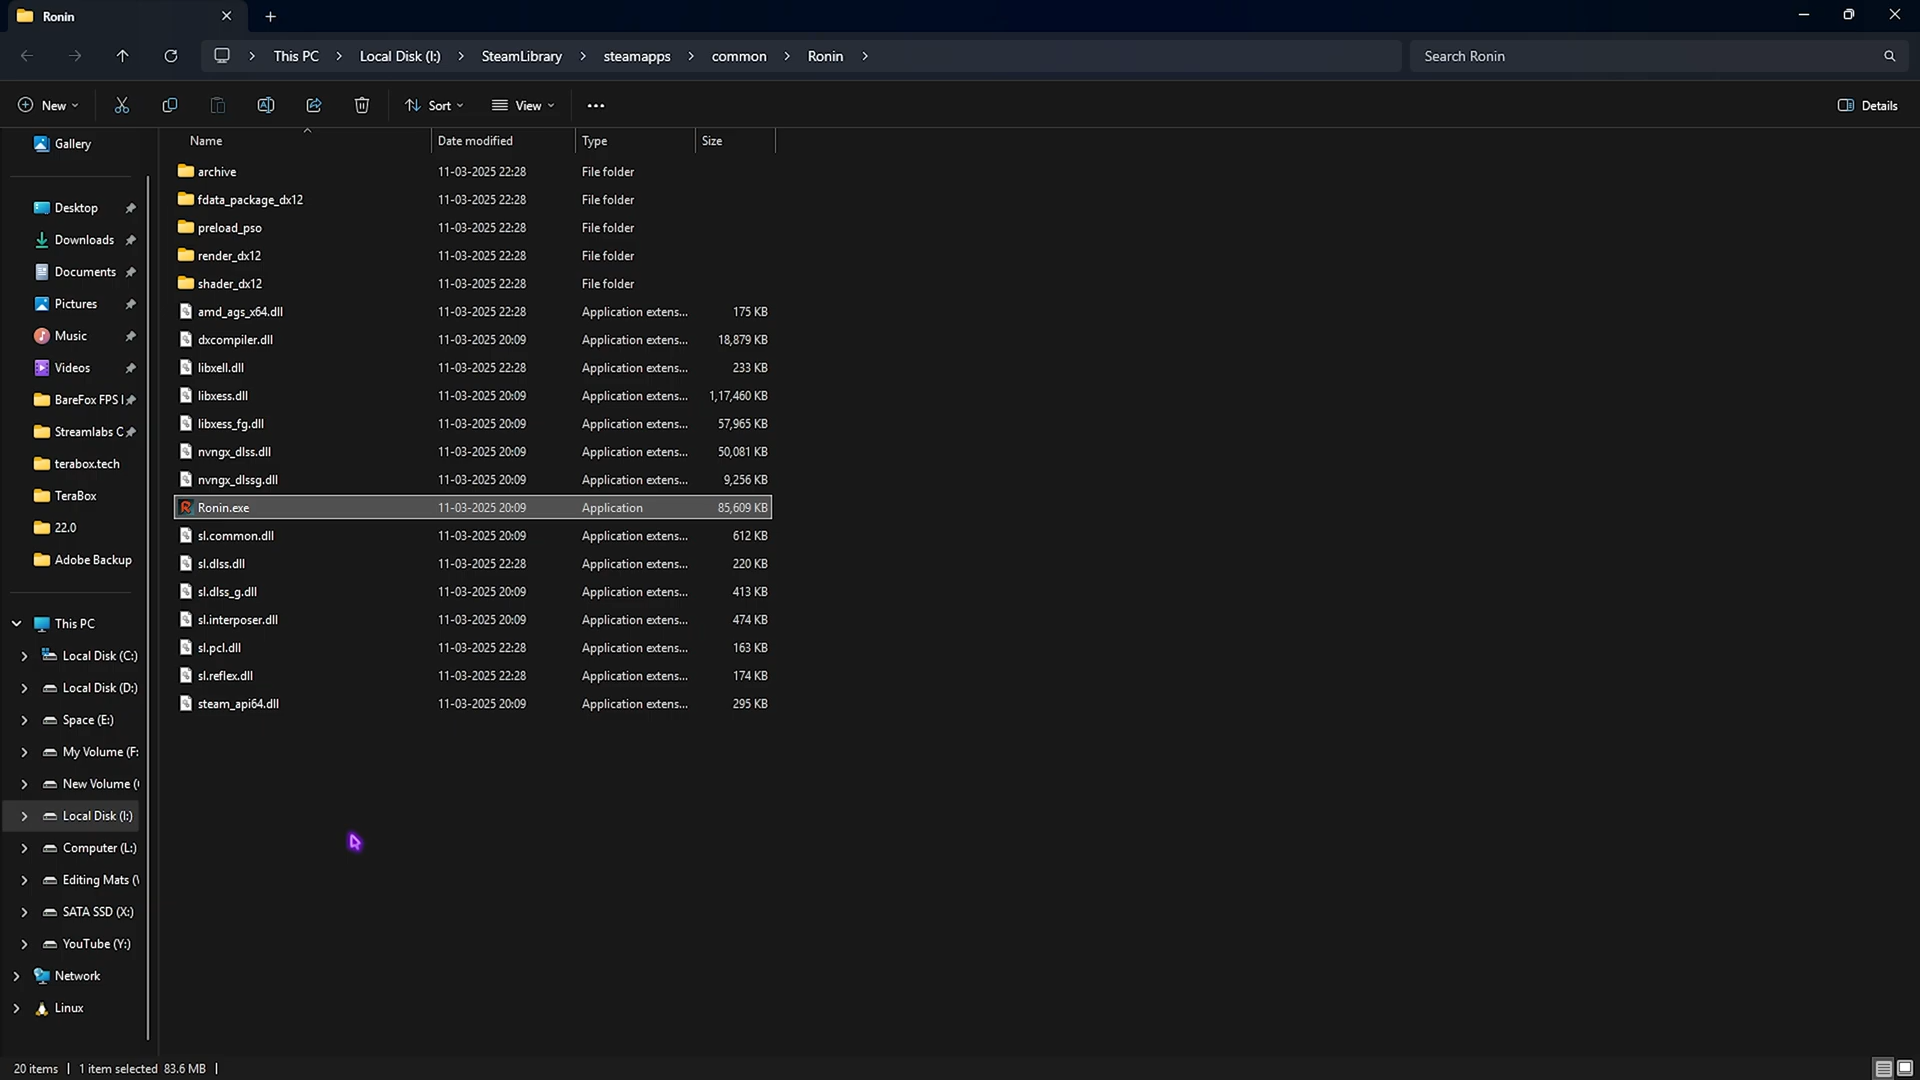 Ronin
This PC Local Disk (I:) SteamLibrary steamapps common Ronin
Search Ronin
New Sort View Details
Name Date modified Type Size
Gallery
Desktop
Downloads
Documents
Pictures
Music
Videos
BareFox FPS I
Streamlabs C
terabox.tech
TeraBox
22.0
Adobe Backup
This PC
Local Disk (C:)
Local Disk (D:)
Space (E:)
My Volume (F:
New Volume (
Local Disk (I:)
Computer (L:)
Editing Mats (
SATA SSD (X:)
YouTube (Y:)
Network
Linux
archive 11-03-2025 22:28 File folder
fdata_package_dx12 11-03-2025 22:28 File folder
preload_pso 11-03-2025 22:28 File folder
render_dx12 11-03-2025 22:28 File folder
shader_dx12 11-03-2025 22:28 File folder
amd_ags_x64.dll 11-03-2025 22:28 Application extens... 175 KB
dxcompiler.dll 11-03-2025 20:09 Application extens... 18,879 KB
libxell.dll 11-03-2025 22:28 Application extens... 233 KB
libxess.dll 11-03-2025 20:09 Application extens... 1,17,460 KB
libxess_fg.dll 11-03-2025 20:09 Application extens... 57,965 KB
nvngx_dlss.dll 11-03-2025 20:09 Application extens... 50,081 KB
nvngx_dlssg.dll 11-03-2025 20:09 Application extens... 9,256 KB
Ronin.exe 11-03-2025 20:09 Application 85,609 KB
sl.common.dll 11-03-2025 20:09 Application extens... 612 KB
sl.dlss.dll 11-03-2025 22:28 Application extens... 220 KB
sl.dlss_g.dll 11-03-2025 20:09 Application extens... 413 KB
sl.interposer.dll 11-03-2025 20:09 Application extens... 474 KB
sl.pcl.dll 11-03-2025 22:28 Application extens... 163 KB
sl.reflex.dll 11-03-2025 22:28 Application extens... 174 KB
steam_api64.dll 11-03-2025 20:09 Application extens... 295 KB
20 items 1 item selected 83.6 MB